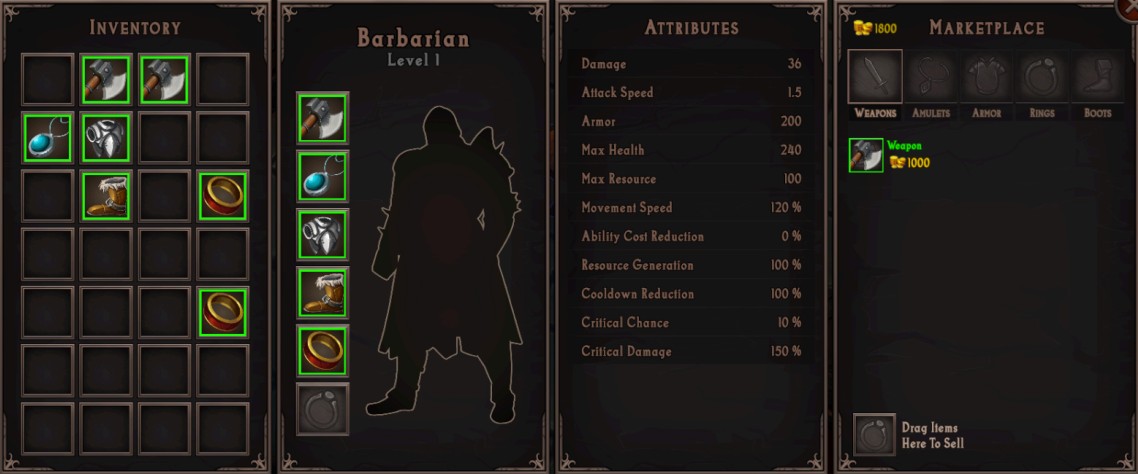 Inventory
Barbarian
Level 1
Attributes
Damage 36
Attack Speed 1.5
Armor 200
Max Health 240
Max Resource 100
Movement Speed 120 %
Ability Cost Reduction 0 %
Resource Generation 100 %
Cooldown Reduction 100 %
Critical Chance 10 %
Critical Damage 150 %
1800 Marketplace
Weapons Amulets Armor Rings Boots
Weapon
1000
Drag Items
Here To Sell